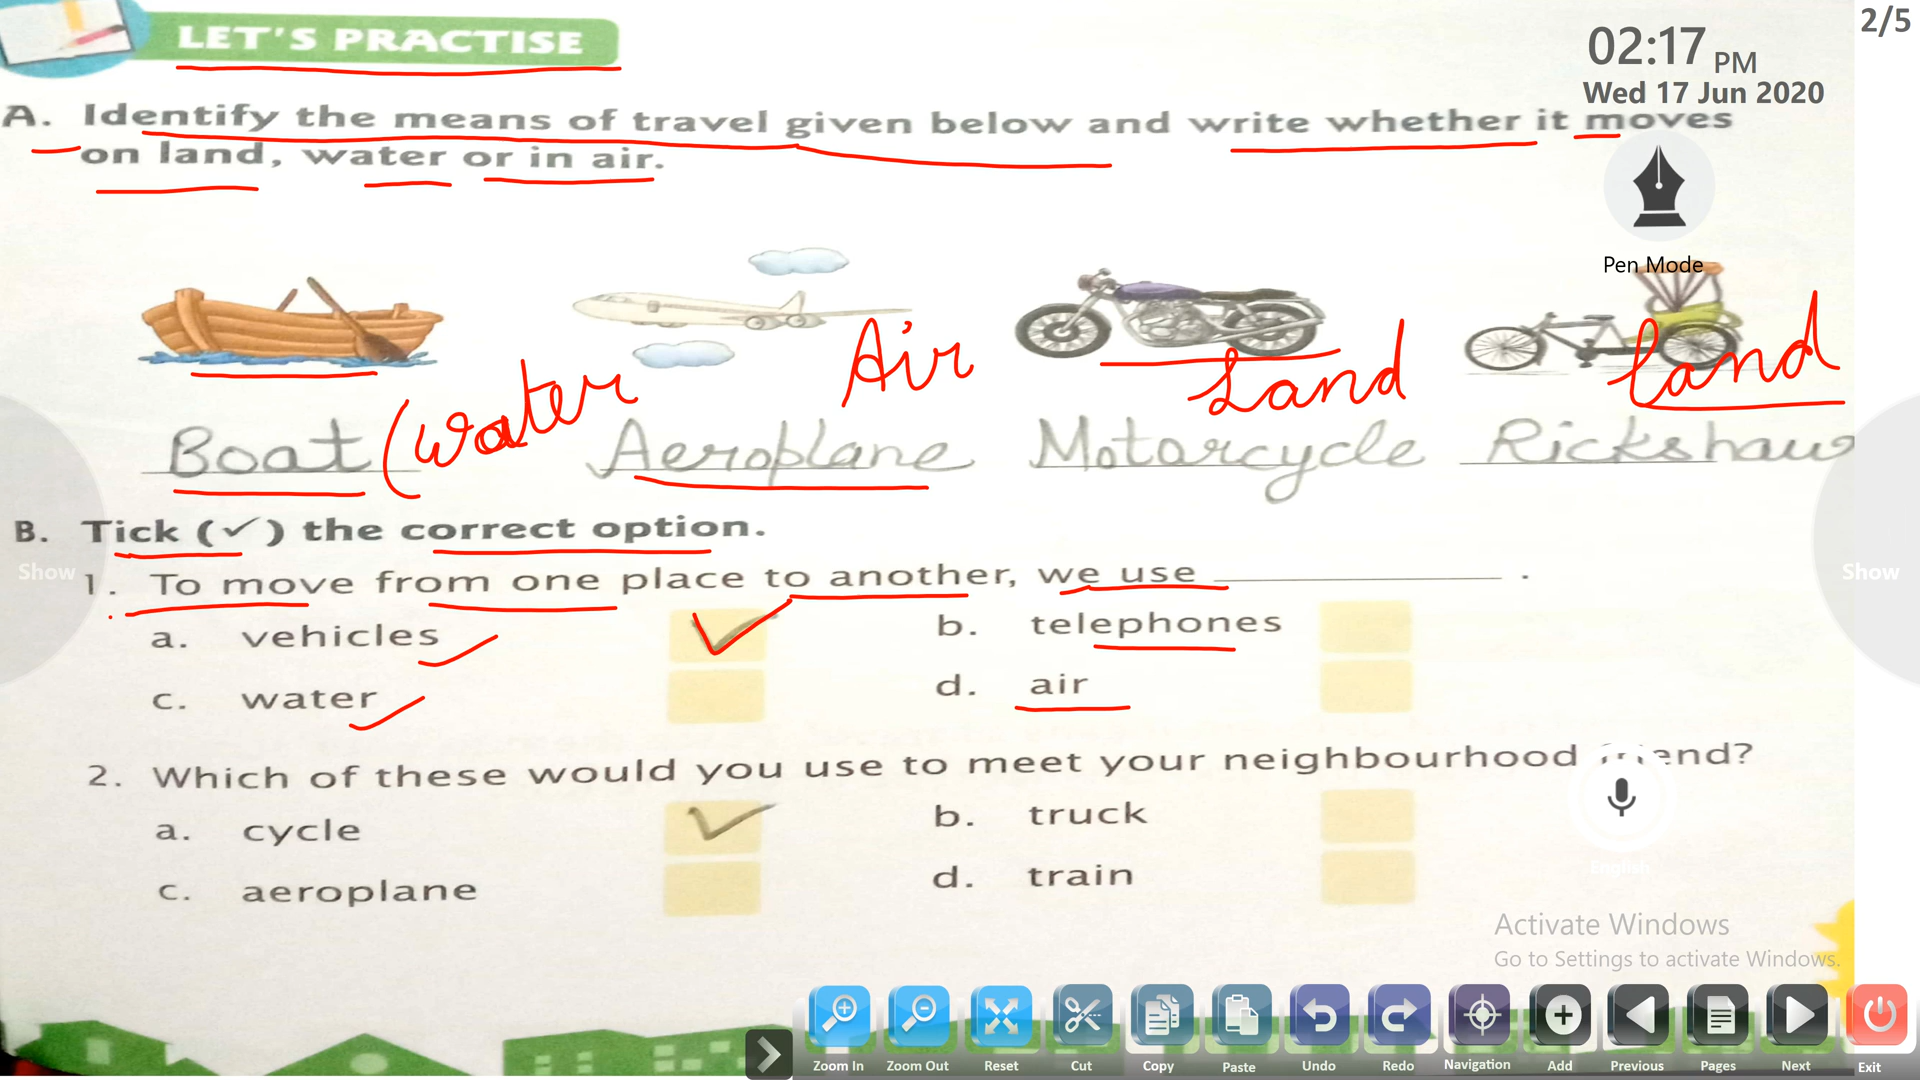 LET'S PRACTISE
2/5
02:17 PM
Wed 17 Jun 2020
A. Identify the means of travel given below and write whether it moves
on land, water or in air.
Pen Mode
Air
Land
Land
(water
Boat
Aeroplane
Motorcycle
Rickshaw
B. Tick (✓) the correct option.
Show
Show
1. To move from one place to another, we use ____________ .
a. vehicles ✓
b. telephones
c. water
d. air
2. Which of these would you use to meet your neighbourhood friend?
a. cycle ✓
b. truck
English
c. aeroplane
d. train
Activate Windows
Go to Settings to activate Windows.
Zoom In
Zoom Out
Reset
Cut
Copy
Paste
Undo
Redo
Navigation
Add
Previous
Pages
Next
Exit